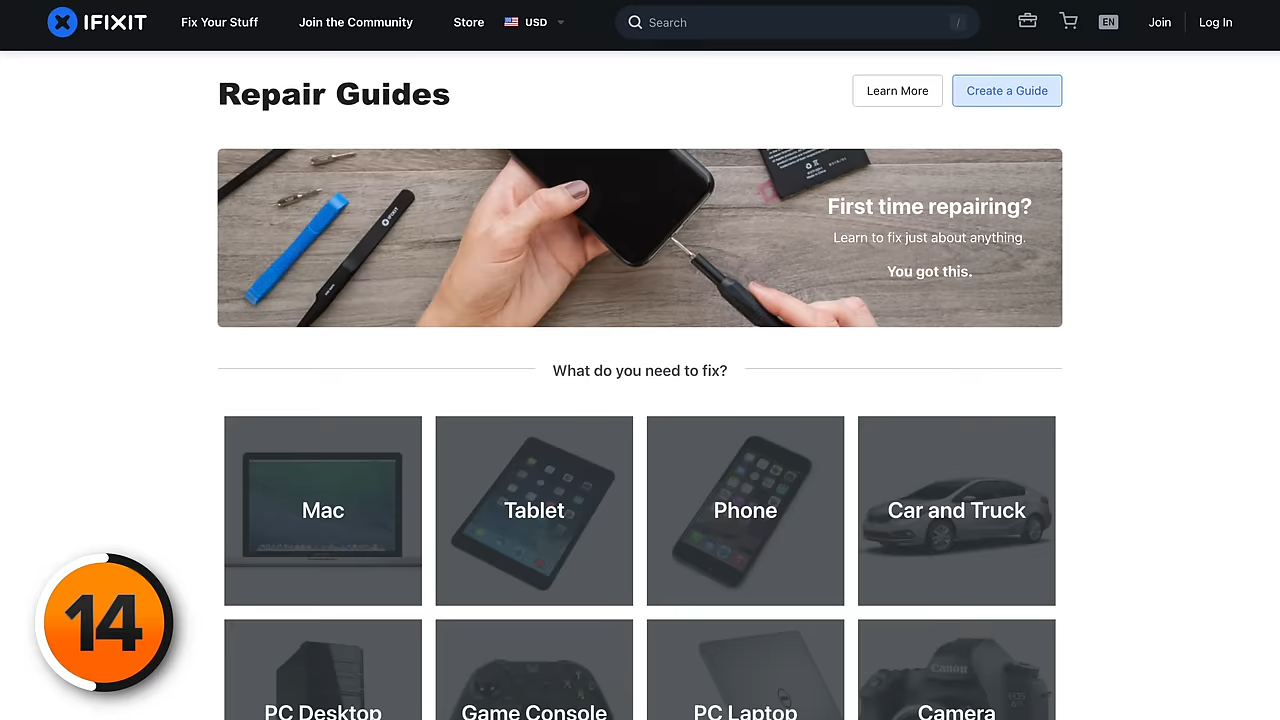 IFIXIT
Fix Your Stuff
Join the Community
Store
USD
Search
/
EN
Join
Log In
Repair Guides
Learn More
Create a Guide
IFIXIT
First time repairing?
Learn to fix just about anything.
You got this.
What do you need to fix?
Mac
Tablet
Phone
Car and Truck
14
PC Desktop
Game Console
PC Laptop
Canon
Camera